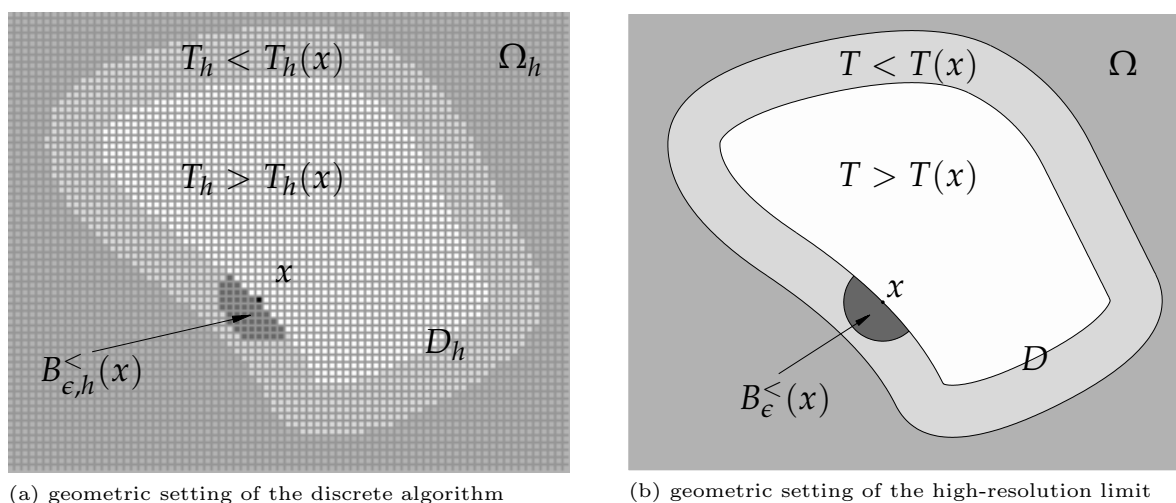 T_h < T_h(x)
Ω_h
T_h > T_h(x)
x
D_h
B^<_{ϵ,h}(x)
(a) geometric setting of the discrete algorithm
T < T(x)
Ω
T > T(x)
x
D
B^<_ϵ(x)
(b) geometric setting of the high-resolution limit